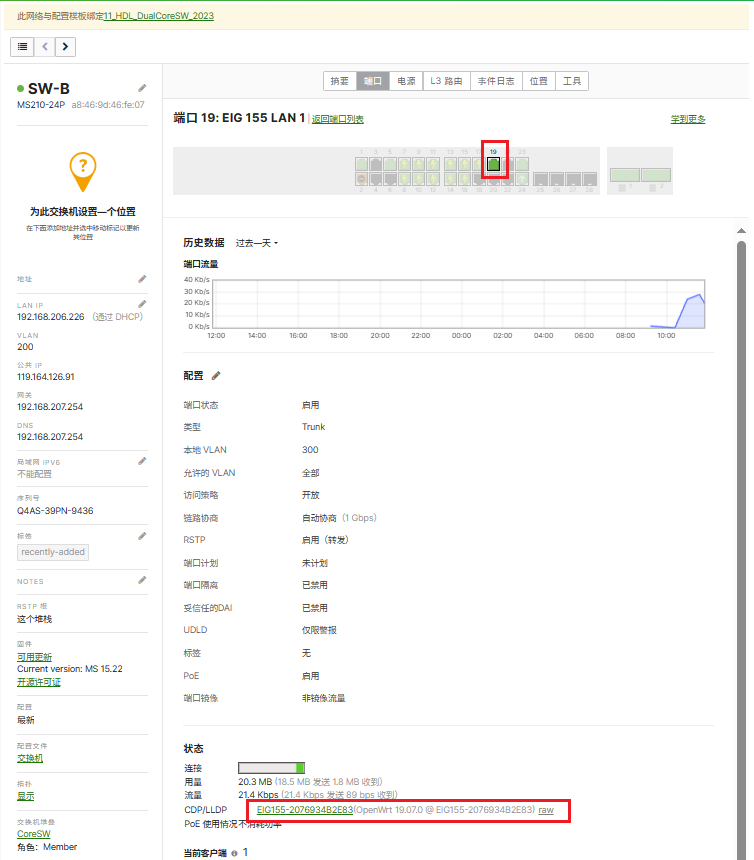 此网络与配置模板绑定11_HDL_DualCoreSW_2023
SW-B
MS210-24P a8:46:9d:46:fe:07
?
为此交换机设置一个位置
在下面添加地址并选中移动标记以更新
其位置
地址
LAN IP
192.168.206.226 （通过 DHCP）
VLAN
200
公共 IP
119.164.126.91
网关
192.168.207.254
DNS
192.168.207.254
局域网 IPV6
不能配置
序列号
Q4AS-39PN-9436
标签
recently-added
NOTES
RSTP 根
这个堆栈
固件
可用更新
Current version: MS 15.22
开源许可证
配置
最新
配置文件
交换机
拓扑
显示
交换机堆叠
CoreSW
角色：Member
摘要 端口 电源 L3 路由 事件日志 位置 工具
端口 19: EIG 155 LAN 1 | 返回端口列表 学到更多
1 3 5 7 9 11 13 15 17 19 23
2 4 6 8 10 12 14 16 18 20 22 24 25 26 27 28 1 2
历史数据 过去一天
端口流量
40 Kb/s
30 Kb/s
20 Kb/s
10 Kb/s
0 Kb/s
12:00 14:00 16:00 18:00 20:00 22:00 00:00 02:00 04:00 06:00 08:00 10:00
配置
端口状态 启用
类型 Trunk
本地 VLAN 300
允许的 VLAN 全部
访问策略 开放
链路协商 自动协商（1 Gbps）
RSTP 启用（转发）
端口计划 未计划
端口隔离 已禁用
受信任的DAI 已禁用
UDLD 仅限警报
标签 无
PoE 启用
端口镜像 非镜像流量
状态
连接
用量 20.3 MB (18.5 MB 发送 1.8 MB 收到)
流量 21.4 Kbps (21.4 Kbps 发送 89 bps 收到)
CDP/LLDP EIG155-2076934B2E83(OpenWrt 19.07.0 @ EIG155-2076934B2E83) raw
PoE 使用情况不消耗功率
当前客户端 1